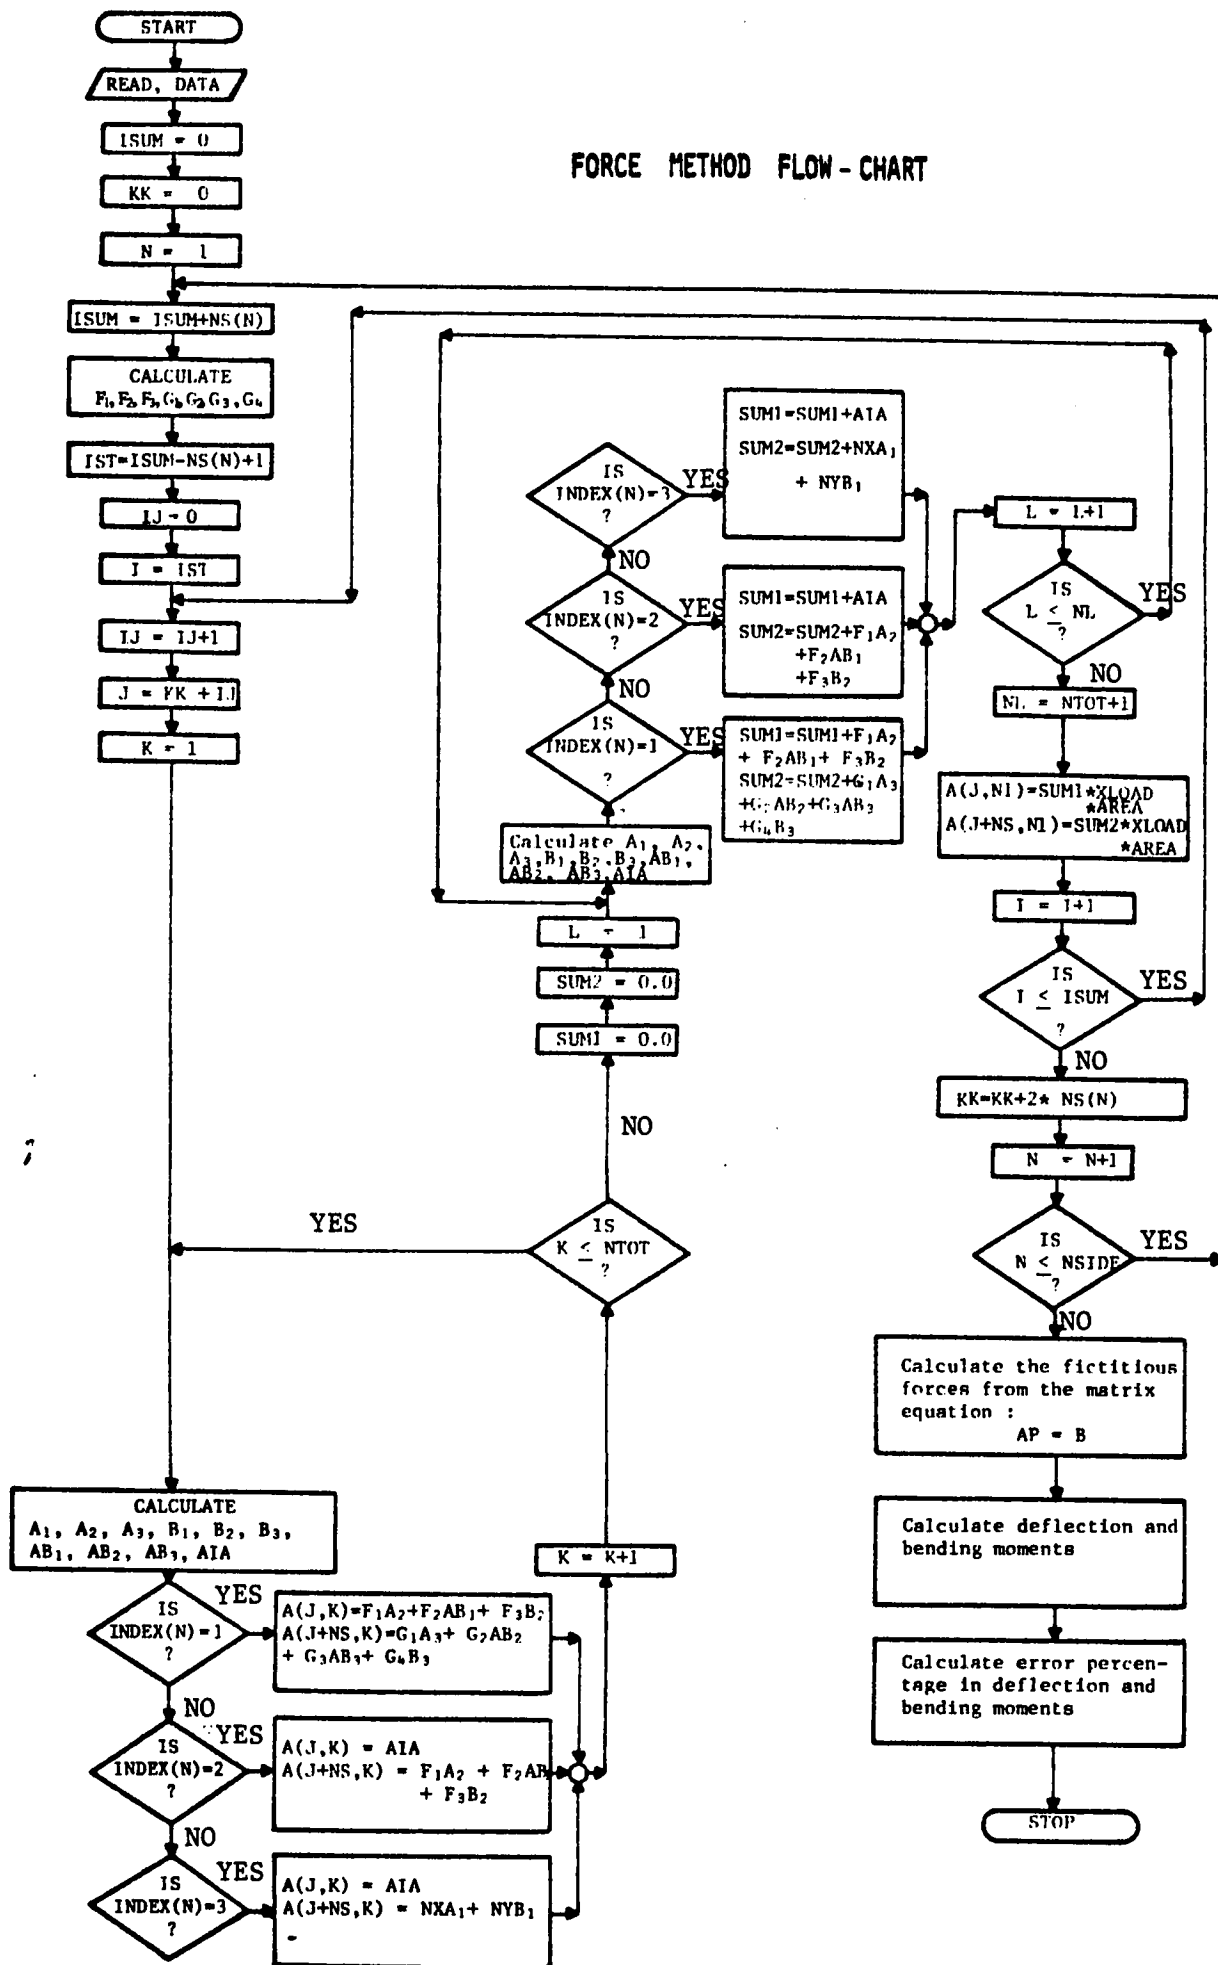 START
READ, DATA
ISUM = 0
KK = 0
N = 1
FORCE METHOD FLOW-CHART
ISUM = ISUM+NS(N)
CALCULATE
F₁,F₂,F₃,G₁,G₂,G₃,G₄
IST=ISUM-NS(N)+1
IJ=0
I = IST
IJ = IJ+1
J = KK + IJ
K = 1
IS
INDEX(N)=3
?
YES
SUM1=SUM1+AIA
SUM2=SUM2+NXA₁
+ NYB₁
NO
IS
INDEX(N)=2
?
YES
SUM1=SUM1+AIA
SUM2=SUM2+F₁A₂
+F₂AB₁
+F₃B₂
NO
IS
INDEX(N)=1
?
YES
SUM1=SUM1+F₁A₂
+ F₂AB₁+ F₃B₂
SUM2=SUM2+G₁A₃
+G₂AB₂+G₃AB₃
+G₄B₃
Calculate A₁, A₂,
A₃,B₁,B₂,B₃,AB₁,
AB₂, AB₃,AIA
L = 1
SUM2 = 0.0
SUM1 = 0.0
NO
YES
IS
K ≤ NTOT
?
L = L+1
IS
L ≤ NL
?
YES
NO
NL = NTOT+1
A(J,N1)=SUM1*XLOAD
*AREA
A(J+NS,N1)=SUM2*XLOAD
*AREA
I = I+1
IS
I ≤ ISUM
?
YES
NO
KK=KK+2* NS(N)
N = N+1
IS
N ≤ NSIDE
?
YES
NO
Calculate the fictitious
forces from the matrix
equation :
AP = B
Calculate deflection and
bending moments
Calculate error percen-
tage in deflection and
bending moments
STOP
CALCULATE
A₁, A₂, A₃, B₁, B₂, B₃,
AB₁, AB₂, AB₃, AIA
K = K+1
IS
INDEX(N)=1
?
YES
A(J,K)=F₁A₂+F₂AB₁+ F₃B₂
A(J+NS,K)=G₁A₃+ G₂AB₂
+ G₃AB₃+ G₄B₃
NO
IS
INDEX(N)=2
?
YES
A(J,K) = AIA
A(J+NS,K) = F₁A₂ + F₂AB₁
+ F₃B₂
NO
IS
INDEX(N)=3
?
YES
A(J,K) = AIA
A(J+NS,K) = NXA₁+ NYB₁